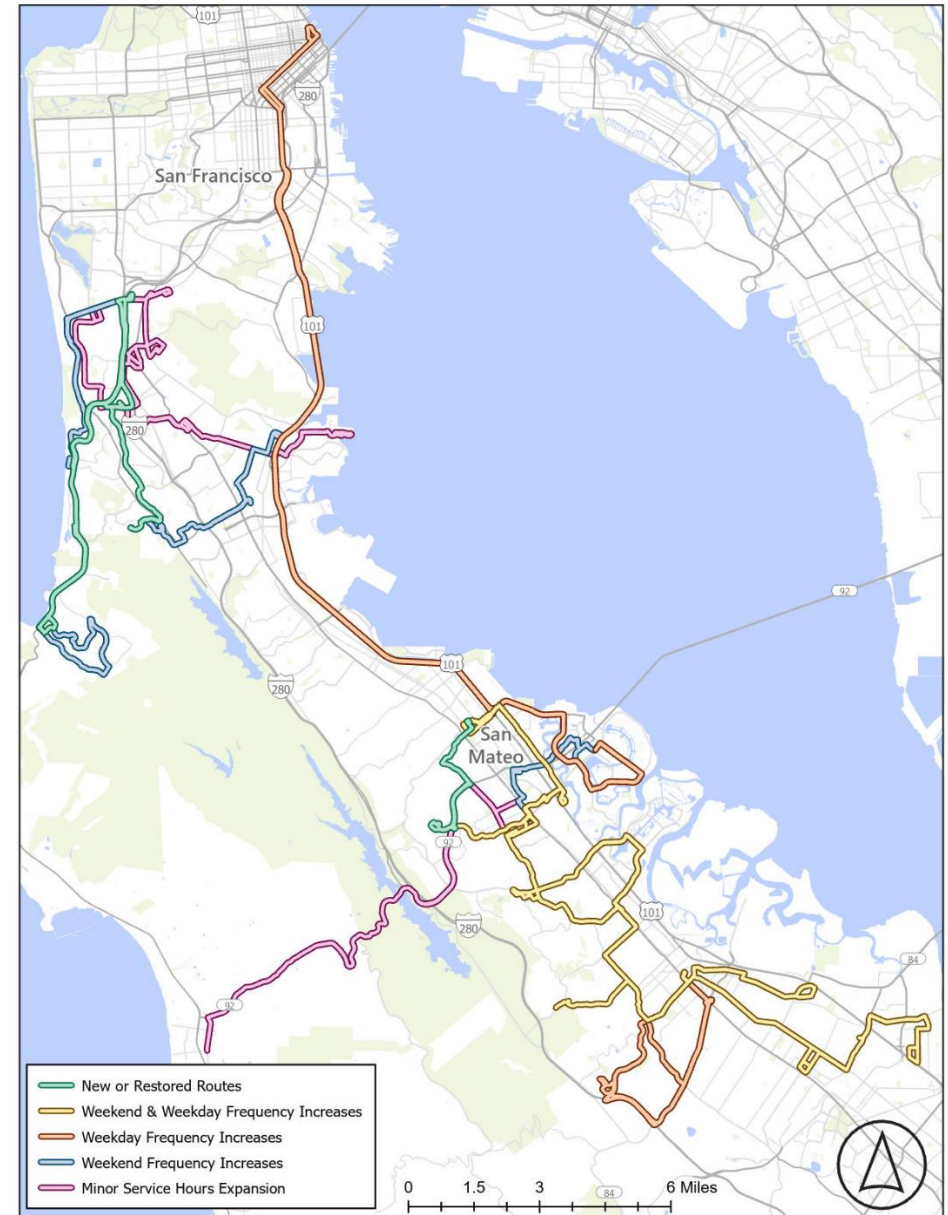 101
280
San Francisco
101
280
92
101
280
San
Mateo
92
101
280
84
92
New or Restored Routes
Weekend & Weekday Frequency Increases
Weekday Frequency Increases
Weekend Frequency Increases
Minor Service Hours Expansion
0 1.5 3 6 Miles
84